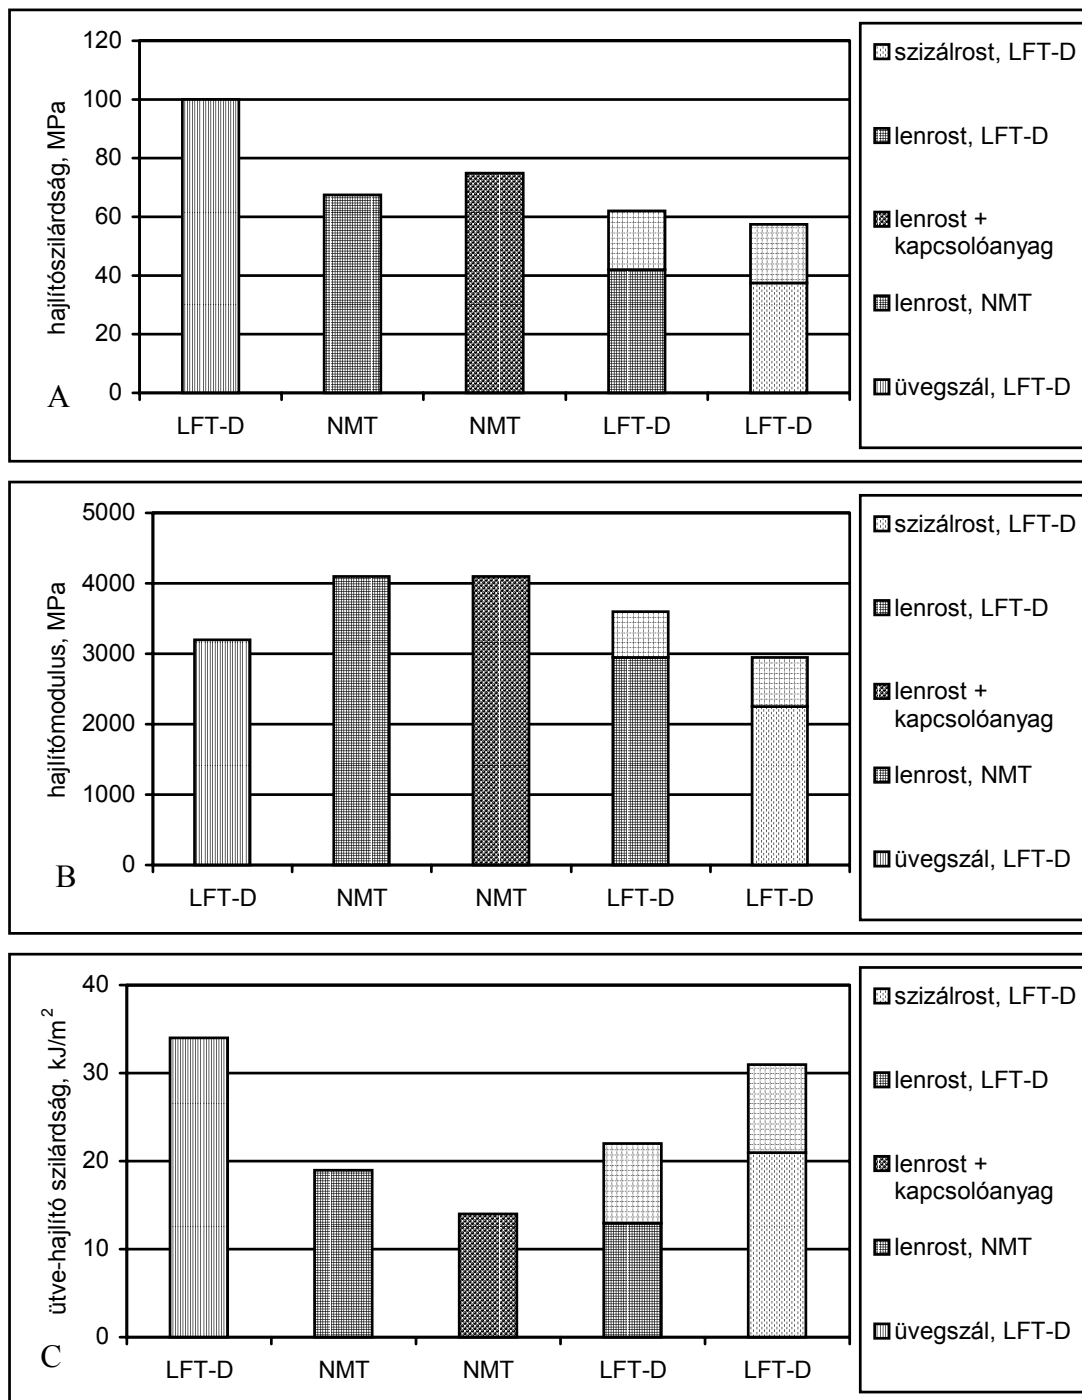 hajlítószilárdság, MPa
120
100
80
60
40
20
0
A
LFT-D
NMT
NMT
LFT-D
LFT-D
szizálrost, LFT-D
lenrost, LFT-D
lenrost +
kapcsolóanyag
lenrost, NMT
üvegszál, LFT-D
hajlítómodulus, MPa
5000
4000
3000
2000
1000
0
B
LFT-D
NMT
NMT
LFT-D
LFT-D
szizálrost, LFT-D
lenrost, LFT-D
lenrost +
kapcsolóanyag
lenrost, NMT
üvegszál, LFT-D
ütve-hajlító szilárdság, kJ/m²
40
30
20
10
0
C
LFT-D
NMT
NMT
LFT-D
LFT-D
szizálrost, LFT-D
lenrost, LFT-D
lenrost +
kapcsolóanyag
lenrost, NMT
üvegszál, LFT-D